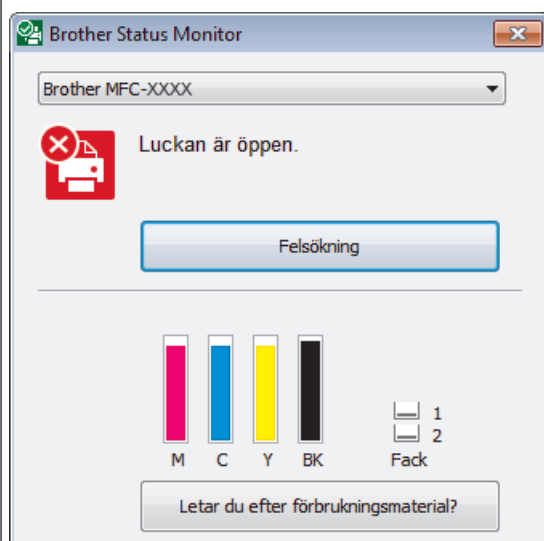 Brother Status Monitor
Brother MFC-XXXX
Luckan är öppen.
Felsökning
1
2
M C Y BK Fack
Letar du efter förbrukningsmaterial?